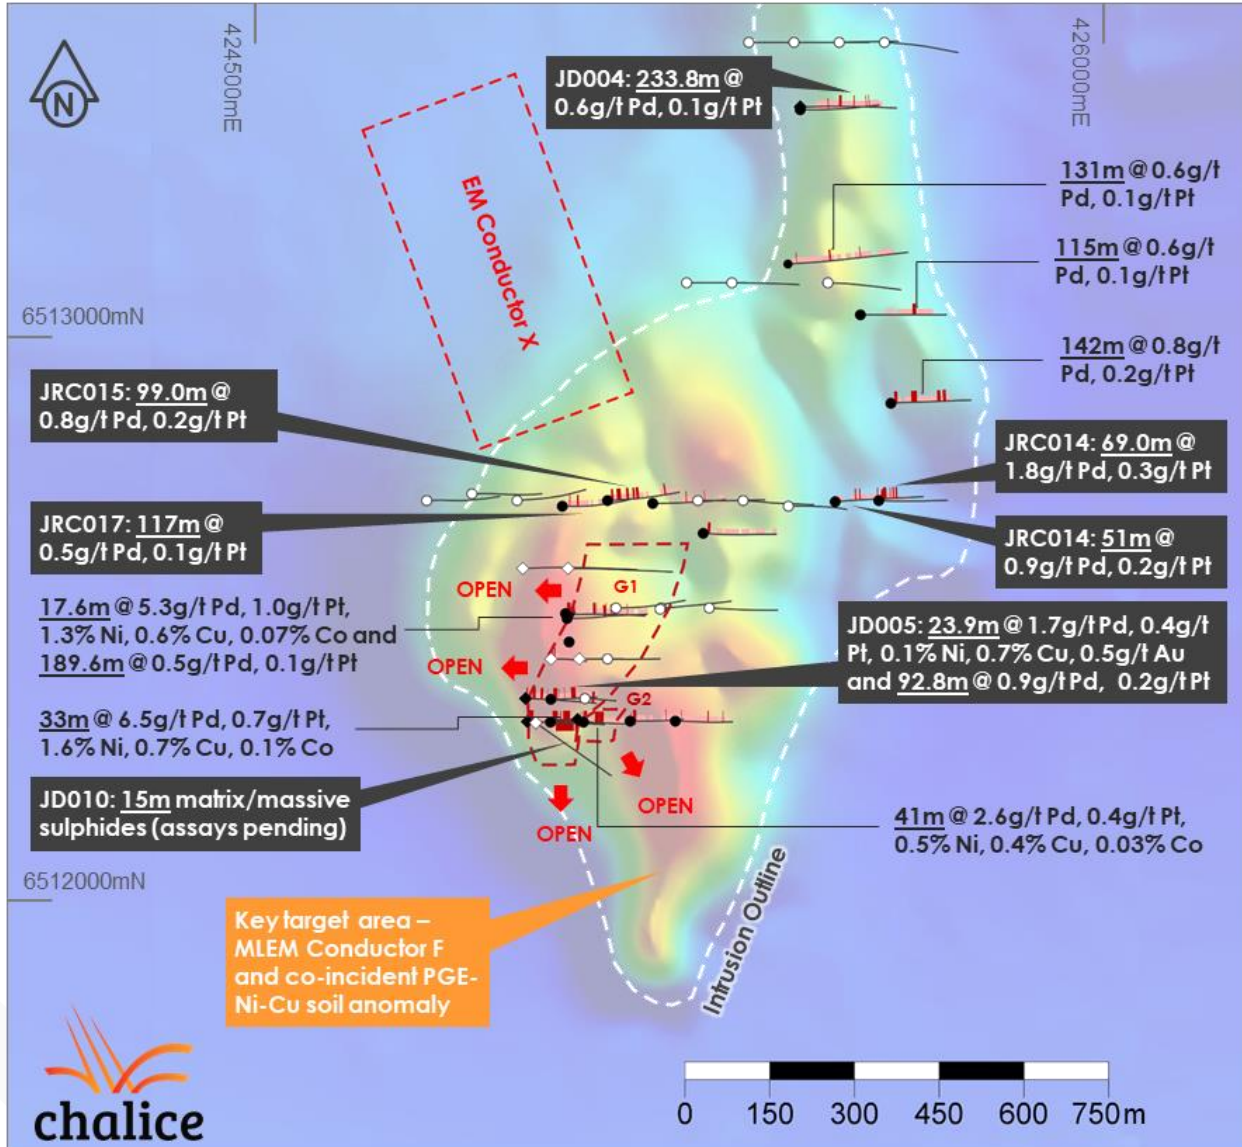 424500mE
426000mE
N
JD004: 233.8m @
0.6g/t Pd, 0.1g/t Pt
EM Conductor X
131m @ 0.6g/t
Pd, 0.1g/t Pt
115m @ 0.6g/t
Pd, 0.1g/t Pt
6513000mN
142m @ 0.8g/t
Pd, 0.2g/t Pt
JRC015: 99.0m @
0.8g/t Pd, 0.2g/t Pt
JRC014: 69.0m @
1.8g/t Pd, 0.3g/t Pt
JRC017: 117m @
0.5g/t Pd, 0.1g/t Pt
JRC014: 51m @
0.9g/t Pd, 0.2g/t Pt
OPEN
G1
17.6m @ 5.3g/t Pd, 1.0g/t Pt,
1.3% Ni, 0.6% Cu, 0.07% Co and
189.6m @ 0.5g/t Pd, 0.1g/t Pt
JD005: 23.9m @ 1.7g/t Pd, 0.4g/t
Pt, 0.1% Ni, 0.7% Cu, 0.5g/t Au
and 92.8m @ 0.9g/t Pd, 0.2g/t Pt
OPEN
G2
33m @ 6.5g/t Pd, 0.7g/t Pt,
1.6% Ni, 0.7% Cu, 0.1% Co
JD010: 15m matrix/massive
sulphides (assays pending)
OPEN
OPEN
41m @ 2.6g/t Pd, 0.4g/t Pt,
0.5% Ni, 0.4% Cu, 0.03% Co
6512000mN
Intrusion Outline
Key target area –
MLEM Conductor F
and co-incident PGE-
Ni-Cu soil anomaly
chalice
0 150 300 450 600 750m